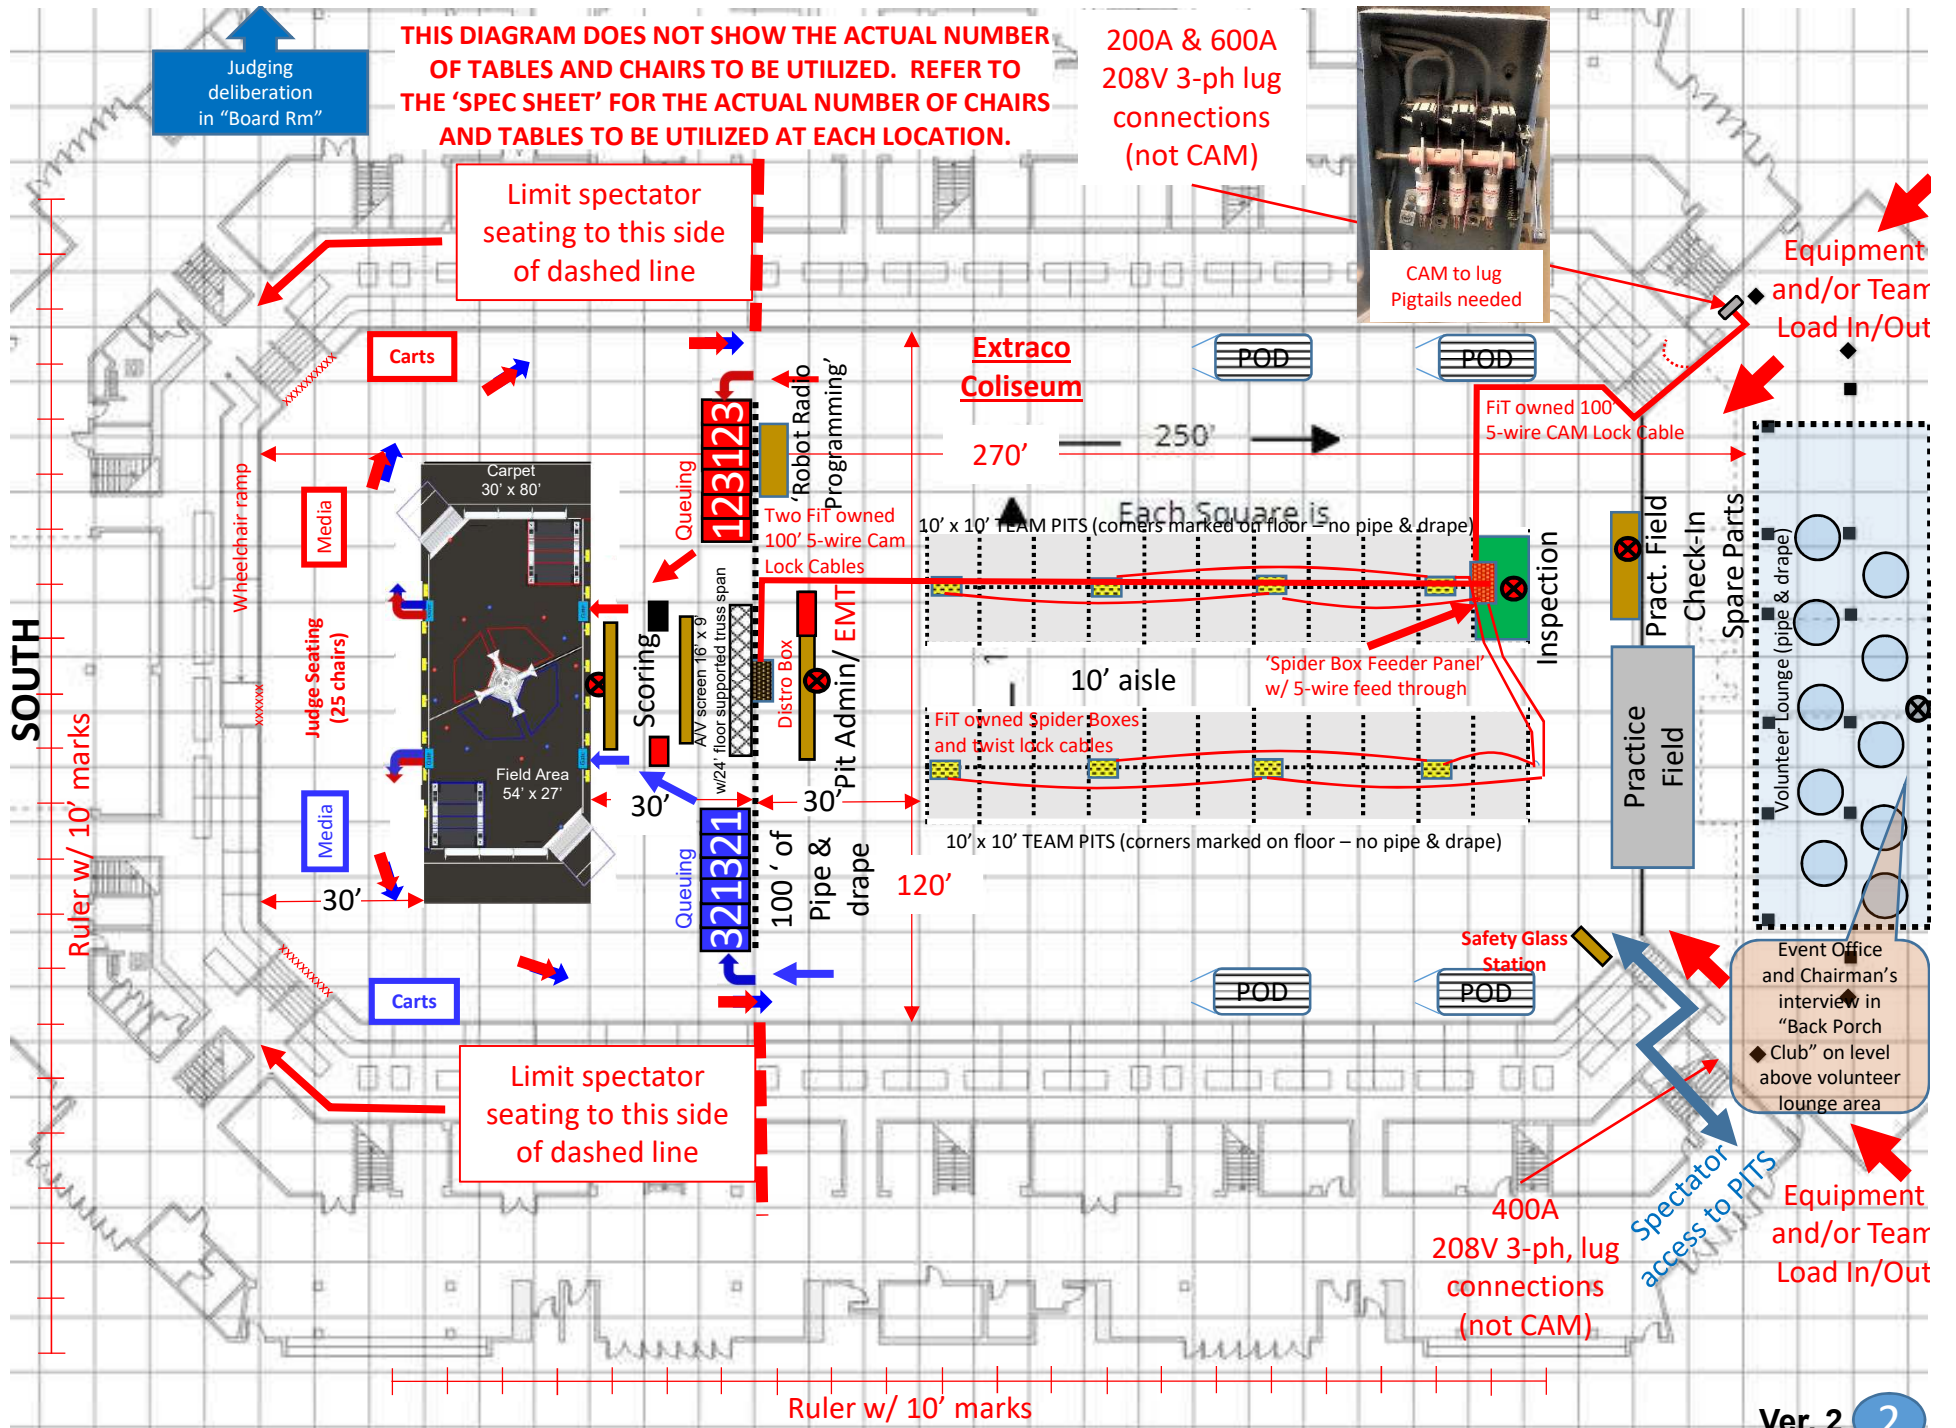 Judging
deliberation
in “Board Rm”
THIS DIAGRAM DOES NOT SHOW THE ACTUAL NUMBER
OF TABLES AND CHAIRS TO BE UTILIZED.  REFER TO
THE ‘SPEC SHEET’ FOR THE ACTUAL NUMBER OF CHAIRS
AND TABLES TO BE UTILIZED AT EACH LOCATION.
200A & 600A
208V 3-ph lug
connections
(not CAM)
CAM to lug
Pigtails needed
Equipment
and/or Team
Load In/Out
Limit spectator
seating to this side
of dashed line
Carts
Extraco
Coliseum
POD
POD
‘Robot Radio
Programming’
FiT owned 100’
5-wire CAM Lock Cable
250'
270’
Each Square is
Queuing
123123
Carpet
30’ x 80’
Media
Wheelchair ramp
Two FiT owned
100’ 5-wire Cam
Lock Cables
10’ x 10’ TEAM PITS (corners marked on floor – no pipe & drape)
Inspection
Pract. Field
Check-In
Spare Parts
Volunteer Lounge (pipe & drape)
SOUTH
Ruler w/ 10’ marks
Judge Seating
(25 chairs)
Scoring
A/V screen 16’ x 9’
w/24’ floor supported truss span
Distro Box
Pit Admin/ EMT
‘Spider Box Feeder Panel’
w/ 5-wire feed through
10’ aisle
FiT owned Spider Boxes
and twist lock cables
Practice
Field
Field Area
54’ x 27’
30’
30’
Media
Queuing
321321
100 ‘ of
Pipe &
drape
10’ x 10’ TEAM PITS (corners marked on floor – no pipe & drape)
120’
30’
Carts
POD
POD
Safety Glass
Station
Event Office
and Chairman’s
interview in
“Back Porch
Club” on level
above volunteer
lounge area
Limit spectator
seating to this side
of dashed line
Spectator
access to PITS
400A
208V 3-ph, lug
connections
(not CAM)
Equipment
and/or Team
Load In/Out
Ruler w/ 10’ marks
Ver. 2
2